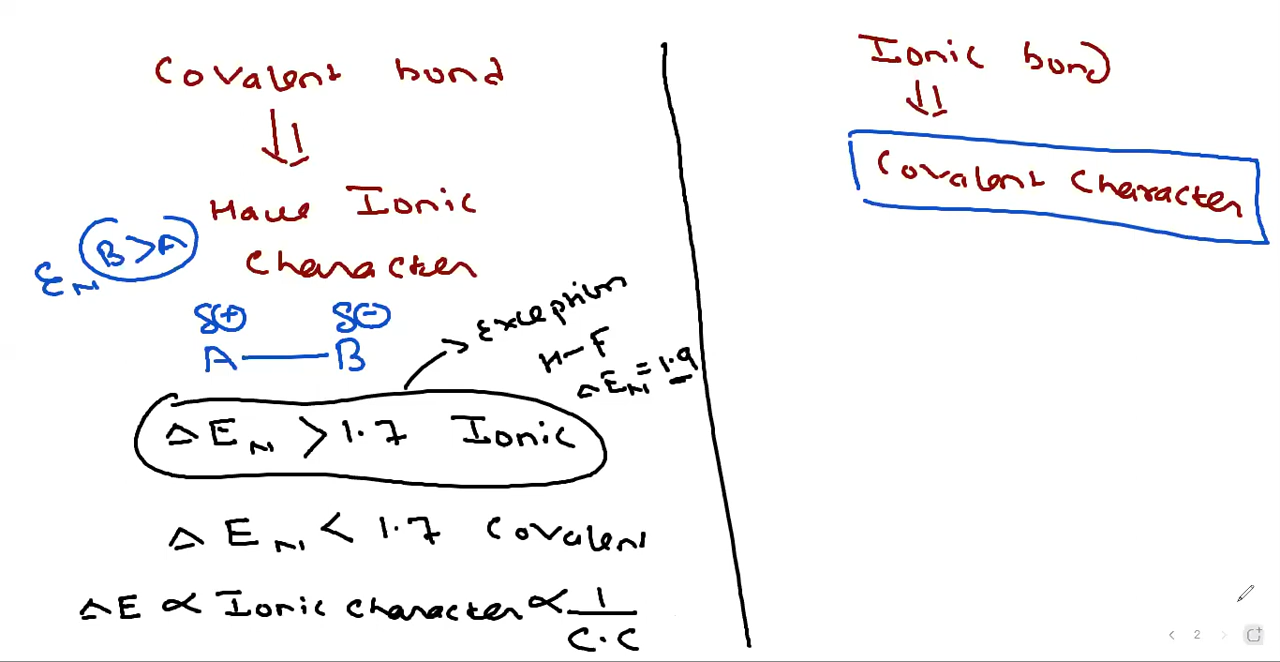 Covalent bond
⇓
Have Ionic
Character
EN B > A
δ⊕ δ⊖
A — B
Exception
H – F
ΔEN = 1.9
ΔEN > 1.7 Ionic
ΔEN < 1.7 Covalent
ΔE ∝ Ionic character ∝ 1/C.C
Ionic bond
⇓
Covalent Character
2